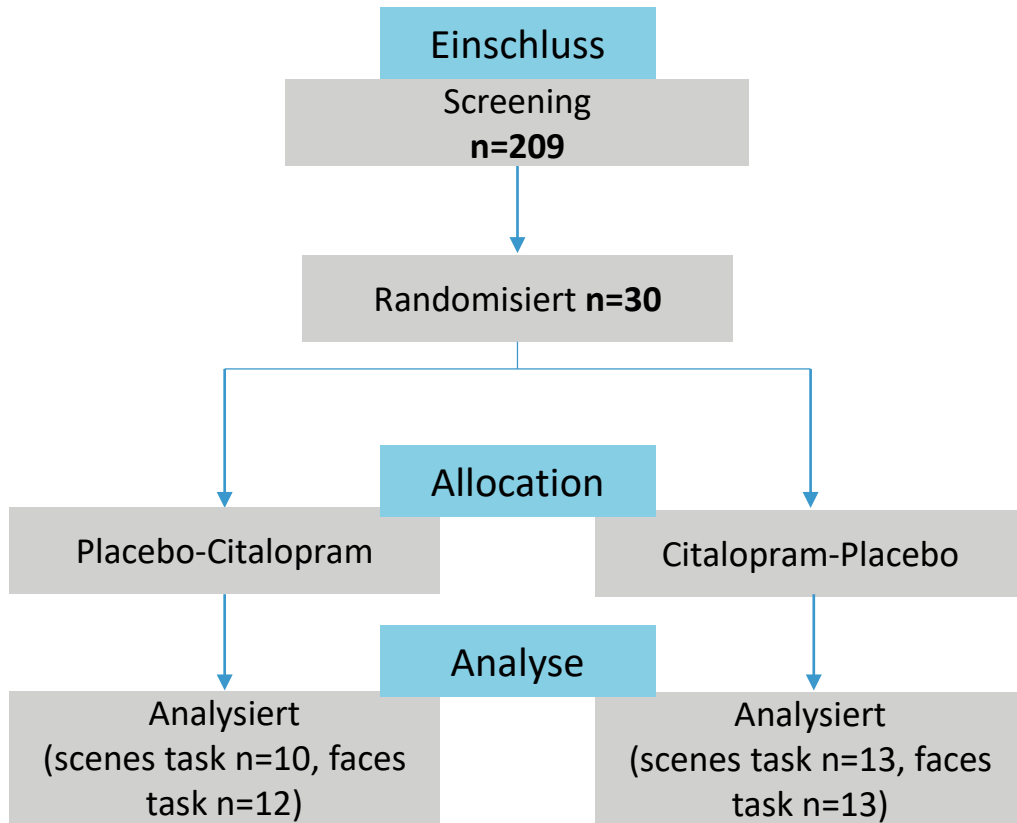 Einschluss
Screening
n=209
Randomisiert n=30
Allocation
Placebo-Citalopram
Citalopram-Placebo
Analyse
Analysiert
(scenes task n=10, faces
task n=12)
Analysiert
(scenes task n=13, faces
task n=13)